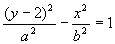 (y−2)²/a² − x²/b² = 1